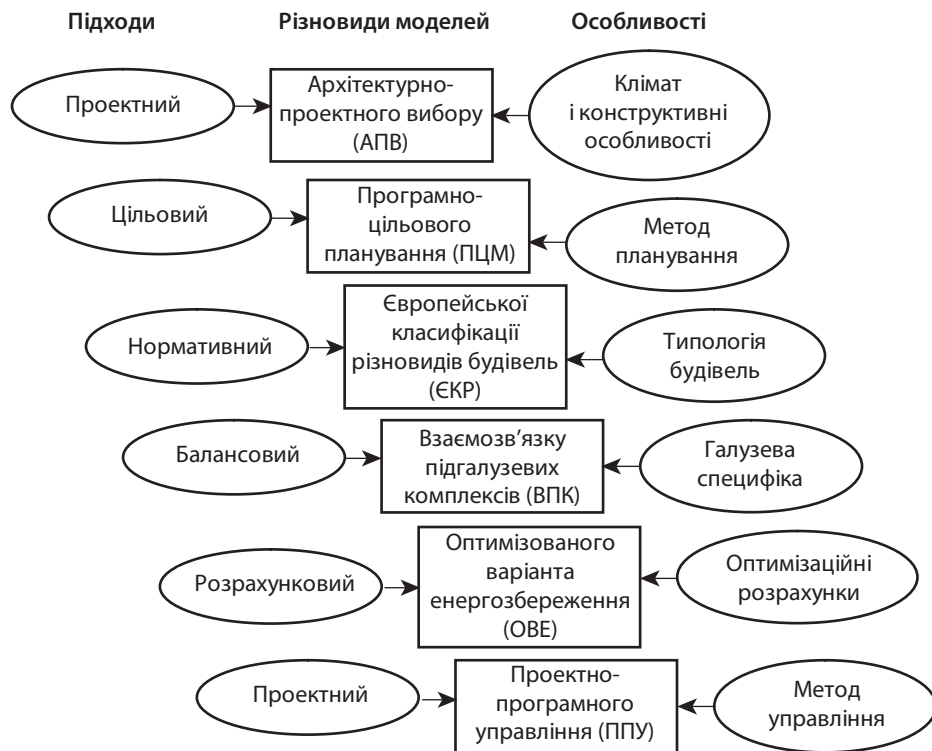 Підходи
Різновиди моделей
Особливості
Проектний
Архітектурно-
проектного вибору
(АПВ)
Клімат
і конструктивні
особливості
Цільовий
Програмно-
цільового
планування (ПЦМ)
Метод
планування
Нормативний
Європейської
класифікації
різновидів будівель
(ЄКР)
Типологія
будівель
Балансовий
Взаємозв'язку
підгалузевих
комплексів (ВПК)
Галузева
специфіка
Розрахунковий
Оптимізованого
варіанта
енергозбереження
(ОВЕ)
Оптимізаційні
розрахунки
Проектний
Проектно-
програмного
управління (ППУ)
Метод
управління